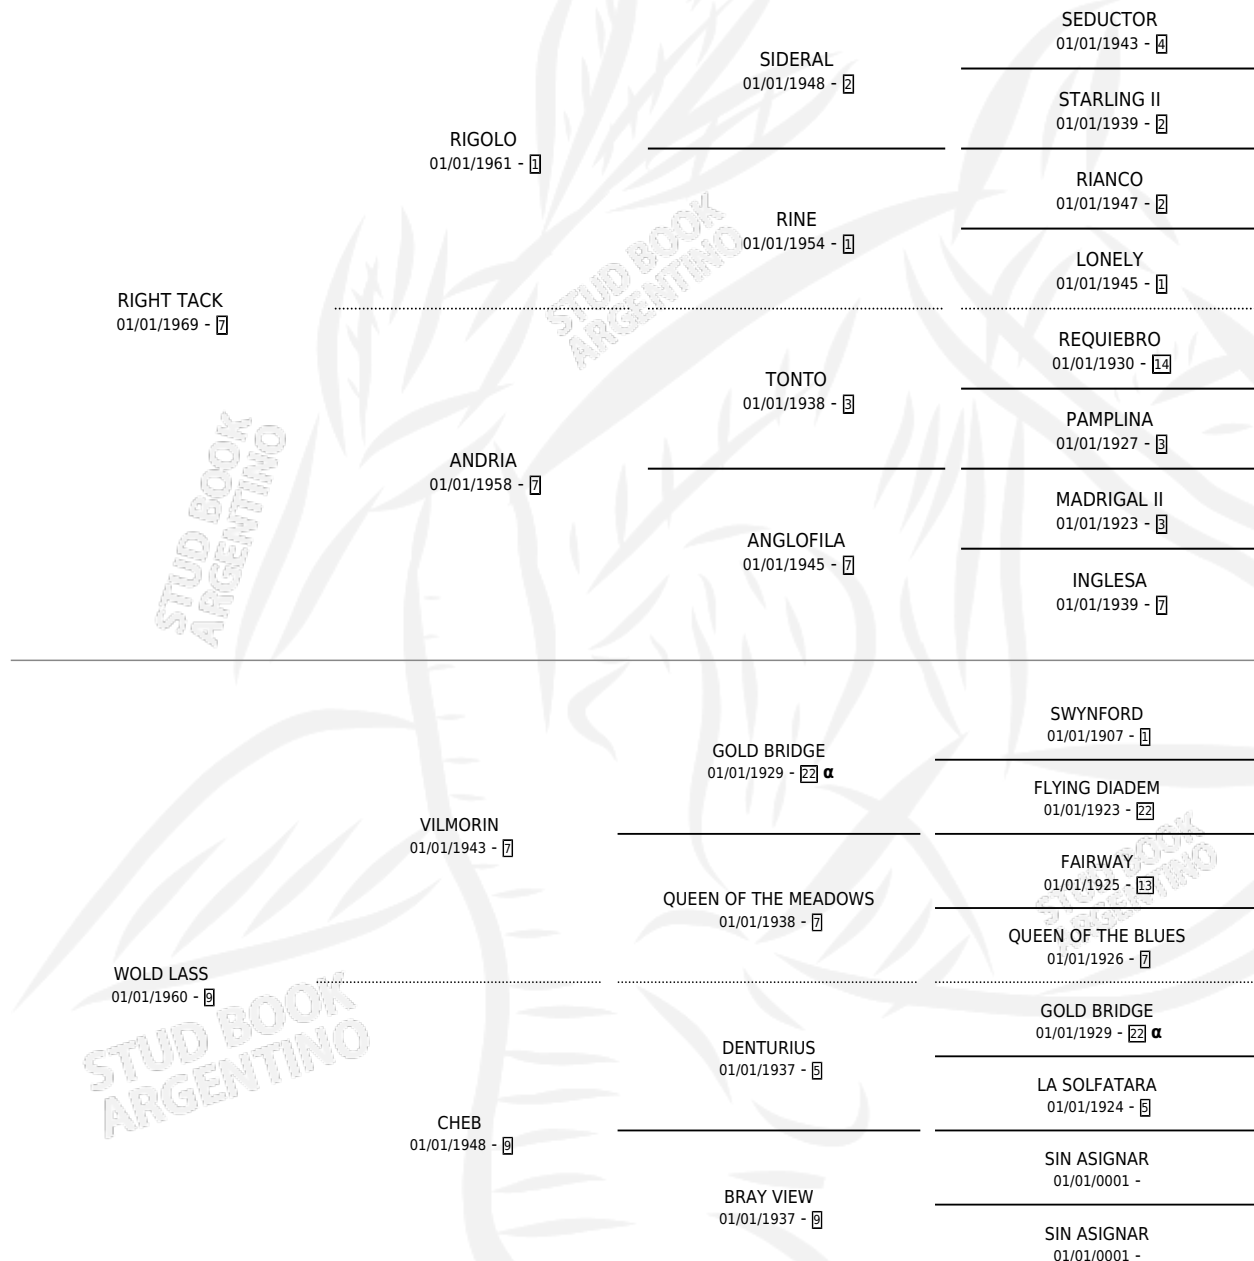 SEDUCTOR
01/01/1943 - 4
SIDERAL
01/01/1948 - 2
STARLING II
01/01/1939 - 2
RIGOLO
01/01/1961 - 1
RIANCO
01/01/1947 - 2
RINE
01/01/1954 - 1
LONELY
01/01/1945 - 1
RIGHT TACK
01/01/1969 - 7
REQUIEBRO
01/01/1930 - 14
TONTO
01/01/1938 - 3
PAMPLINA
01/01/1927 - 3
ANDRIA
01/01/1958 - 7
MADRIGAL II
01/01/1923 - 3
ANGLOFILA
01/01/1945 - 7
INGLESA
01/01/1939 - 7
STUD BOOK
ARGENTINO
STUD BOOK
ARGENTINO
SWYNFORD
01/01/1907 - 1
GOLD BRIDGE
01/01/1929 - 22 α
FLYING DIADEM
01/01/1923 - 22
VILMORIN
01/01/1943 - 7
FAIRWAY
01/01/1925 - 13
QUEEN OF THE MEADOWS
01/01/1938 - 7
QUEEN OF THE BLUES
01/01/1926 - 7
WOLD LASS
01/01/1960 - 9
GOLD BRIDGE
01/01/1929 - 22 α
DENTURIUS
01/01/1937 - 5
LA SOLFATARA
01/01/1924 - 5
CHEB
01/01/1948 - 9
SIN ASIGNAR
01/01/0001 -
BRAY VIEW
01/01/1937 - 9
SIN ASIGNAR
01/01/0001 -
STUD BOOK
ARGENTINO
STUD BOOK
ARGENTINO